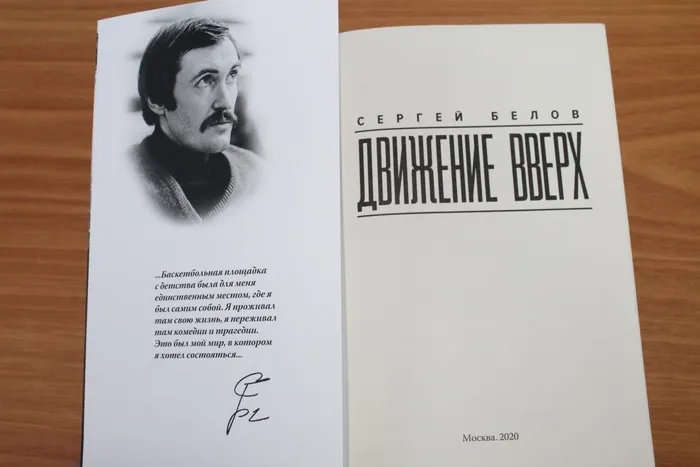 ...Баскетбольная площадка
с детства была для меня
единственным местом, где я
был самим собой. Я проживал
там свою жизнь, я переживал
там комедии и трагедии.
Это был мой мир, в котором
я хотел состояться...
СЕРГЕЙ БЕЛОВ
ДВИЖЕНИЕ ВВЕРХ
Москва. 2020